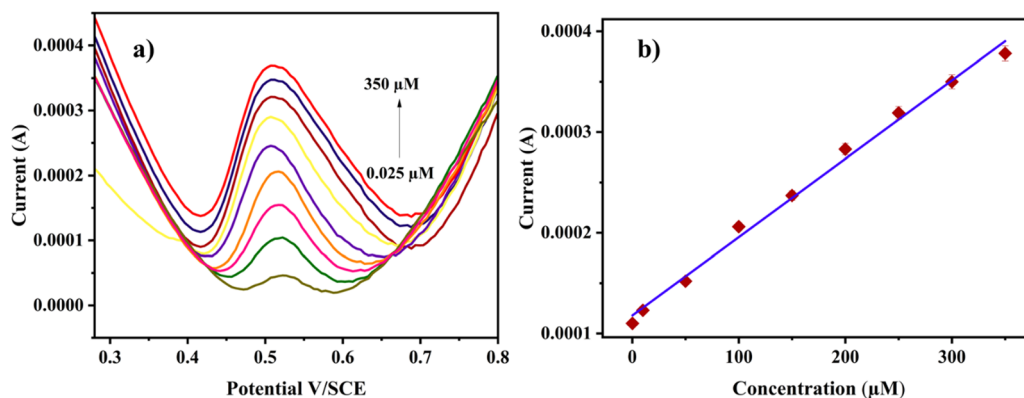 a)
350 µM
0.025 µM
0.0004
0.0003
0.0002
0.0001
0.0000
Current (A)
0.3 0.4 0.5 0.6 0.7 0.8
Potential V/SCE
b)
0.0004
0.0003
0.0002
0.0001
Current (A)
0 100 200 300
Concentration (µM)